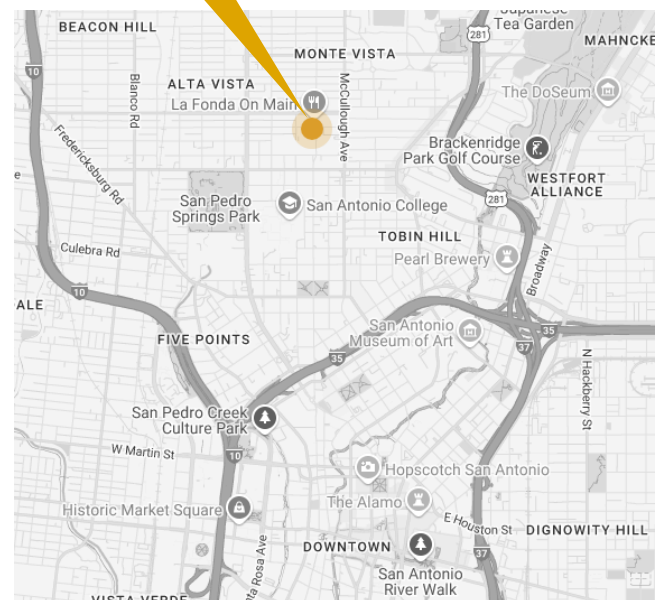 Japanese
Tea Garden
BEACON HILL
281
MAHNCKE
MONTE VISTA
10
ALTA VISTA
La Fonda On Main
Blanco Rd
McCullough Ave
The DoSeum
Fredericksburg Rd
Brackenridge
Park Golf Course
e
WESTFORT
ALLIANCE
San Pedro
Springs Park
San Antonio College
281
TOBIN HILL
Culebra Rd
Pearl Brewery
Broadway
10
ALE
San Antonio
Museum of Art
35
FIVE POINTS
37
35
N Hackberry St
San Pedro Creek
Culture Park
W Martin St
10
Hopscotch San Antonio
The Alamo
Historic Market Square
E Houston St
DIGNOWITY HILL
DOWNTOWN
37
nta Rosa Ave
San Antonio
River Walk
VISTA VERDE